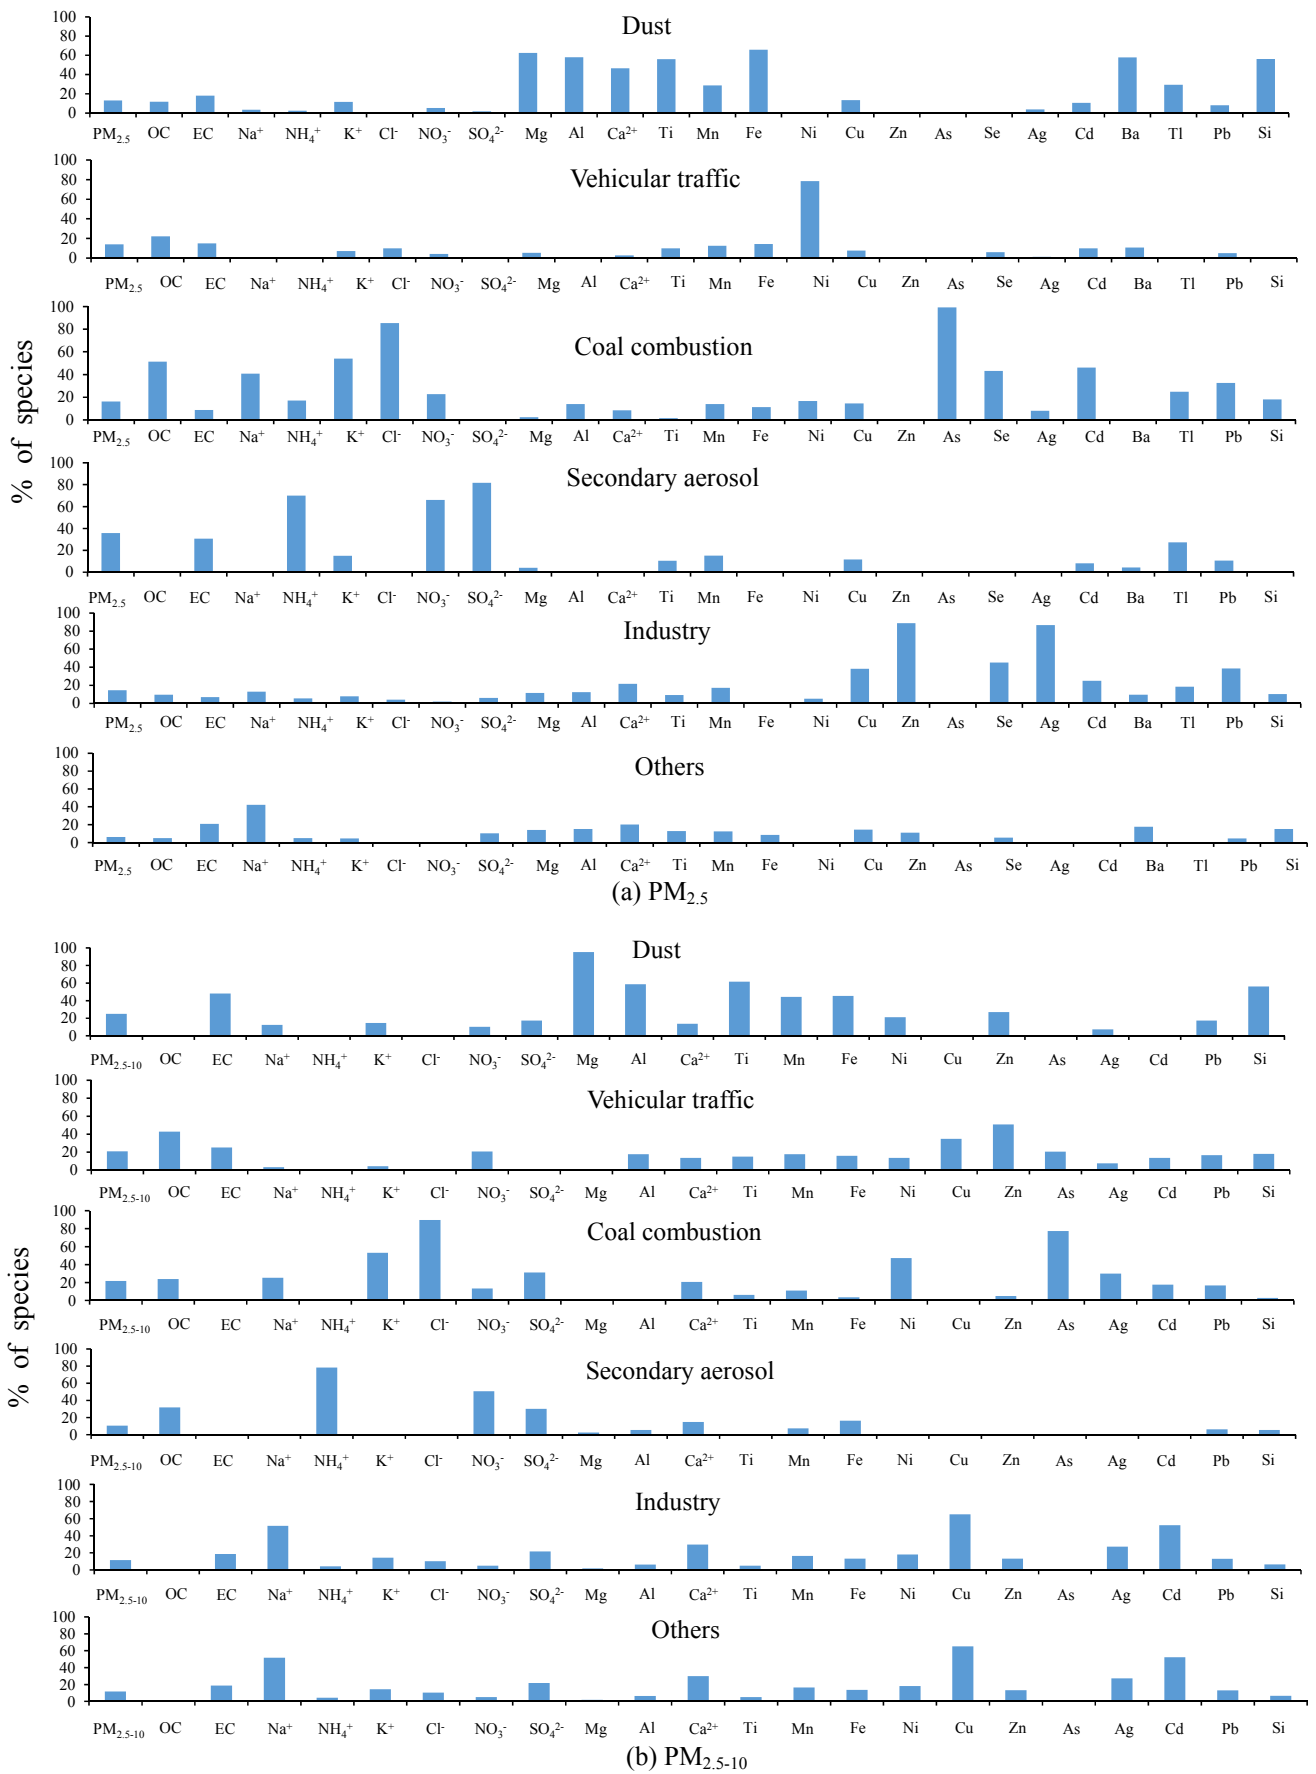 % of species
Dust
100
80
60
40
20
0
PM2.5 OC EC Na⁺ NH₄⁺ K⁺ Cl⁻ NO₃⁻ SO₄²⁻ Mg Al Ca²⁺ Ti Mn Fe Ni Cu Zn As Se Ag Cd Ba Tl Pb Si
Vehicular traffic
100
80
60
40
20
0
PM2.5 OC EC Na⁺ NH₄⁺ K⁺ Cl⁻ NO₃⁻ SO₄²⁻ Mg Al Ca²⁺ Ti Mn Fe Ni Cu Zn As Se Ag Cd Ba Tl Pb Si
Coal combustion
100
80
60
40
20
0
PM2.5 OC EC Na⁺ NH₄⁺ K⁺ Cl⁻ NO₃⁻ SO₄²⁻ Mg Al Ca²⁺ Ti Mn Fe Ni Cu Zn As Se Ag Cd Ba Tl Pb Si
Secondary aerosol
100
80
60
40
20
0
PM2.5 OC EC Na⁺ NH₄⁺ K⁺ Cl⁻ NO₃⁻ SO₄²⁻ Mg Al Ca²⁺ Ti Mn Fe Ni Cu Zn As Se Ag Cd Ba Tl Pb Si
Industry
100
80
60
40
20
0
PM2.5 OC EC Na⁺ NH₄⁺ K⁺ Cl⁻ NO₃⁻ SO₄²⁻ Mg Al Ca²⁺ Ti Mn Fe Ni Cu Zn As Se Ag Cd Ba Tl Pb Si
Others
100
80
60
40
20
0
PM2.5 OC EC Na⁺ NH₄⁺ K⁺ Cl⁻ NO₃⁻ SO₄²⁻ Mg Al Ca²⁺ Ti Mn Fe Ni Cu Zn As Se Ag Cd Ba Tl Pb Si
(a) PM2.5
% of species
Dust
100
80
60
40
20
0
PM2.5-10 OC EC Na⁺ NH₄⁺ K⁺ Cl⁻ NO₃⁻ SO₄²⁻ Mg Al Ca²⁺ Ti Mn Fe Ni Cu Zn As Ag Cd Pb Si
Vehicular traffic
100
80
60
40
20
0
PM2.5-10 OC EC Na⁺ NH₄⁺ K⁺ Cl⁻ NO₃⁻ SO₄²⁻ Mg Al Ca²⁺ Ti Mn Fe Ni Cu Zn As Ag Cd Pb Si
Coal combustion
100
80
60
40
20
0
PM2.5-10 OC EC Na⁺ NH₄⁺ K⁺ Cl⁻ NO₃⁻ SO₄²⁻ Mg Al Ca²⁺ Ti Mn Fe Ni Cu Zn As Ag Cd Pb Si
Secondary aerosol
100
80
60
40
20
0
PM2.5-10 OC EC Na⁺ NH₄⁺ K⁺ Cl⁻ NO₃⁻ SO₄²⁻ Mg Al Ca²⁺ Ti Mn Fe Ni Cu Zn As Ag Cd Pb Si
Industry
100
80
60
40
20
0
PM2.5-10 OC EC Na⁺ NH₄⁺ K⁺ Cl⁻ NO₃⁻ SO₄²⁻ Mg Al Ca²⁺ Ti Mn Fe Ni Cu Zn As Ag Cd Pb Si
Others
100
80
60
40
20
0
PM2.5-10 OC EC Na⁺ NH₄⁺ K⁺ Cl⁻ NO₃⁻ SO₄²⁻ Mg Al Ca²⁺ Ti Mn Fe Ni Cu Zn As Ag Cd Pb Si
(b) PM2.5-10